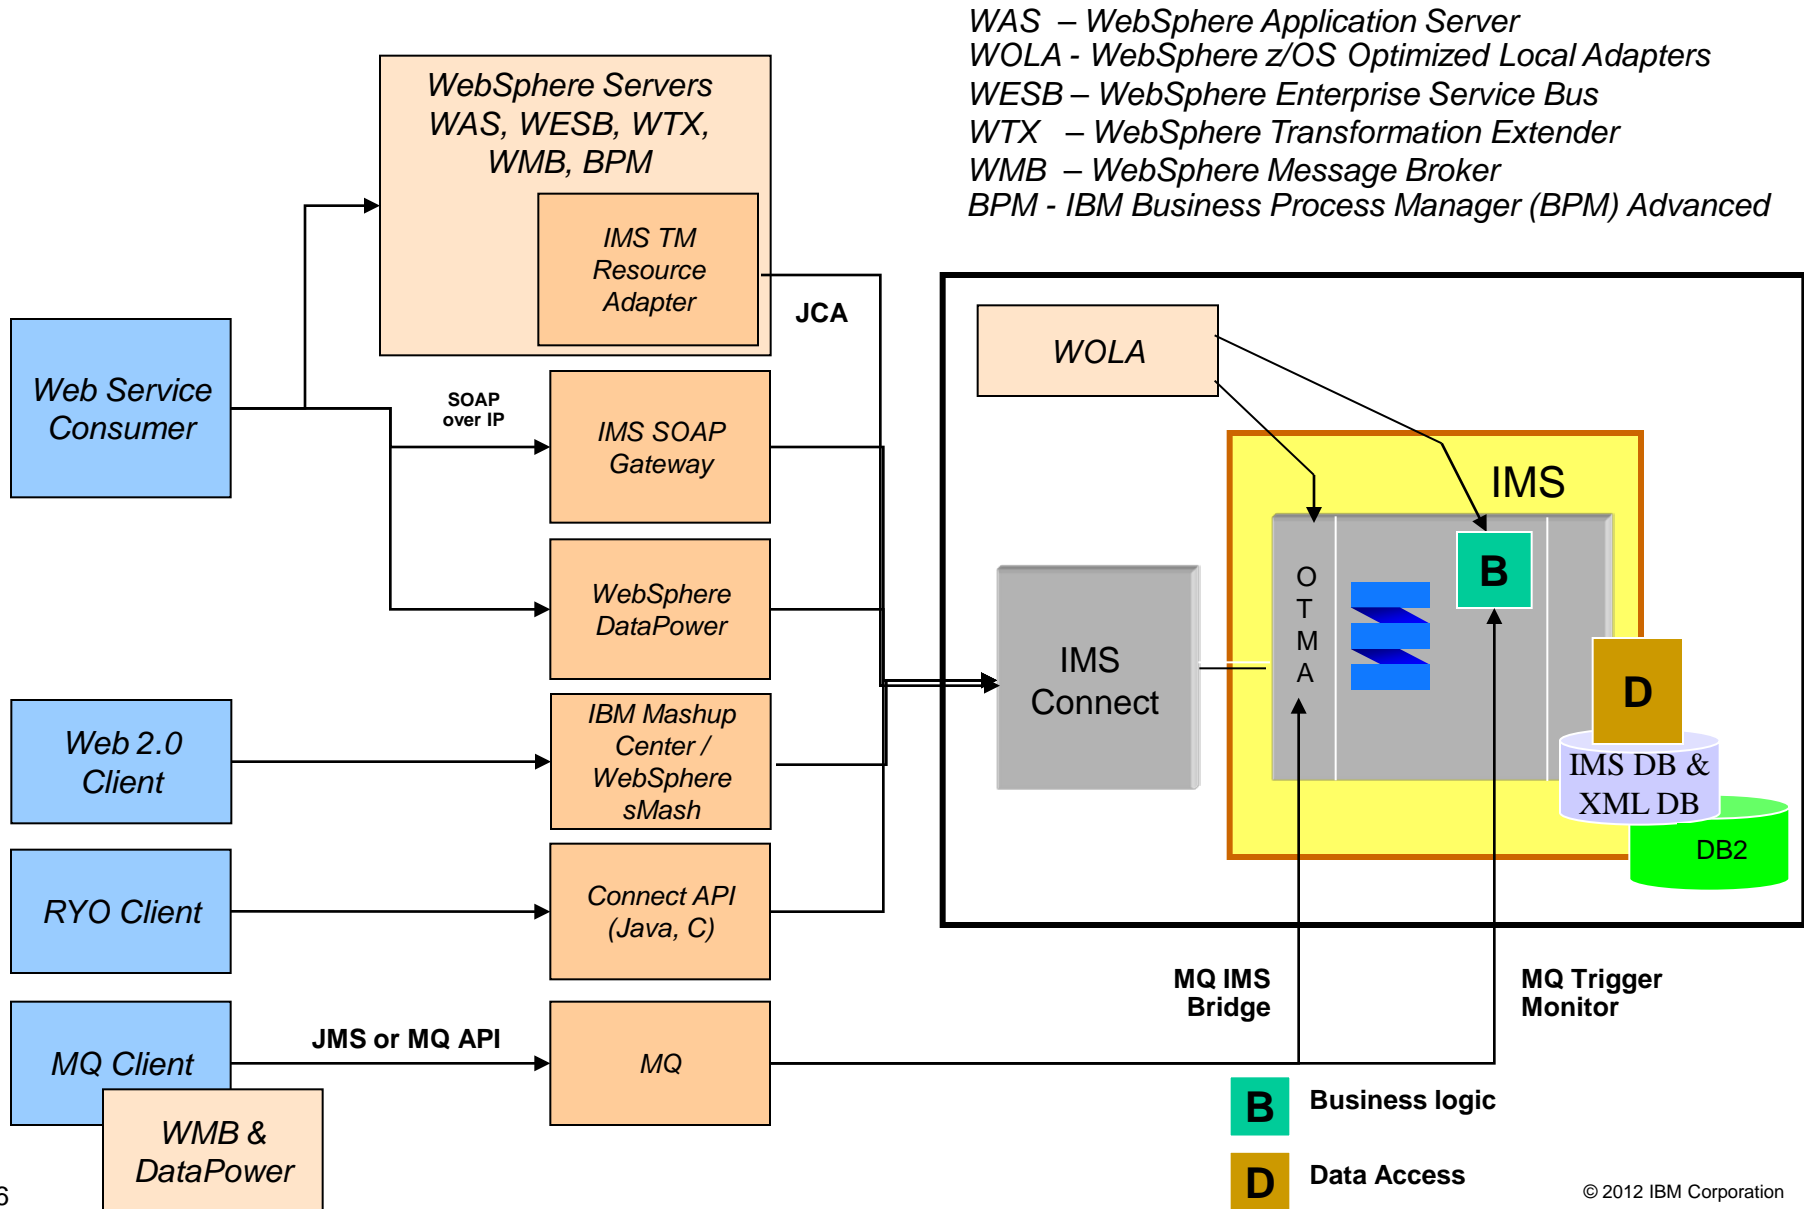 WAS – WebSphere Application Server
WOLA - WebSphere z/OS Optimized Local Adapters
WESB – WebSphere Enterprise Service Bus
WTX – WebSphere Transformation Extender
WMB – WebSphere Message Broker
BPM - IBM Business Process Manager (BPM) Advanced
WebSphere Servers
WAS, WESB, WTX,
WMB, BPM
IMS TM
Resource
Adapter
JCA
Web Service
Consumer
SOAP
over IP
IMS SOAP
Gateway
WebSphere
DataPower
Web 2.0
Client
IBM Mashup
Center /
WebSphere
sMash
RYO Client
Connect API
(Java, C)
MQ Client
JMS or MQ API
MQ
WMB &
DataPower
WOLA
IMS
IMS
Connect
O
T
M
A
B
D
IMS DB &
XML DB
DB2
MQ IMS
Bridge
MQ Trigger
Monitor
B
Business logic
D
Data Access
6
© 2012 IBM Corporation